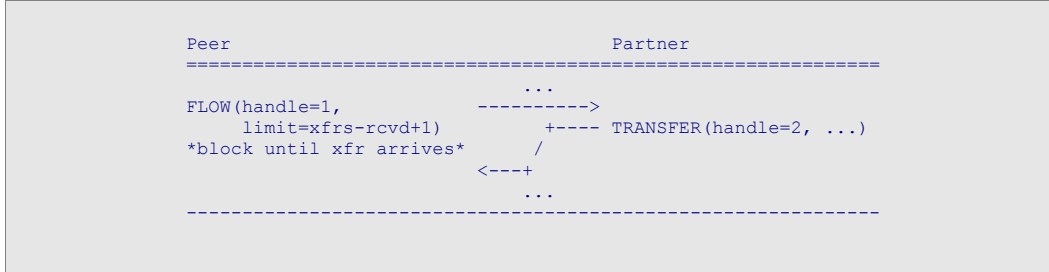 Peer                                         Partner
==============================================================
                              ...
FLOW(handle=1,            ---------->
     limit=xfrs-rcvd+1)         +---- TRANSFER(handle=2, ...)
*block until xfr arrives*      /
                          <---+
                              ...
--------------------------------------------------------------